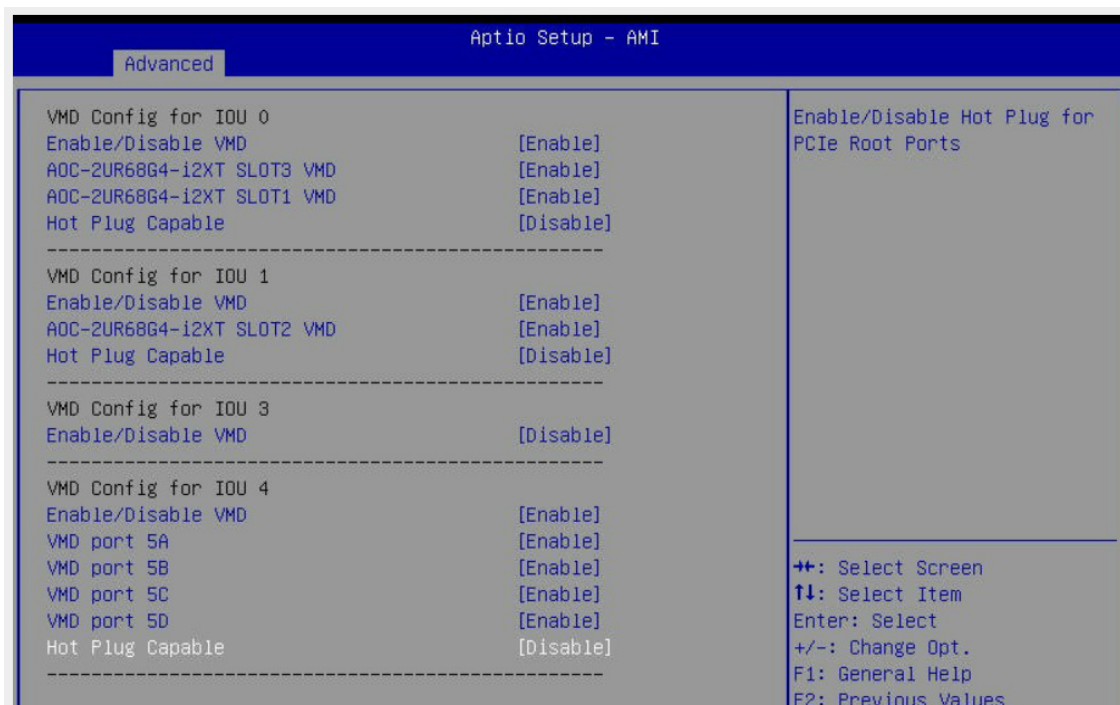 Aptio Setup - AMI
Advanced
VMD Config for IOU 0
Enable/Disable VMD [Enable]
AOC-2UR68G4-i2XT SLOT3 VMD [Enable]
AOC-2UR68G4-i2XT SLOT1 VMD [Enable]
Hot Plug Capable [Disable]
--------------------------------------------------
VMD Config for IOU 1
Enable/Disable VMD [Enable]
AOC-2UR68G4-i2XT SLOT2 VMD [Enable]
Hot Plug Capable [Disable]
--------------------------------------------------
VMD Config for IOU 3
Enable/Disable VMD [Disable]
--------------------------------------------------
VMD Config for IOU 4
Enable/Disable VMD [Enable]
VMD port 5A [Enable]
VMD port 5B [Enable]
VMD port 5C [Enable]
VMD port 5D [Enable]
Hot Plug Capable [Disable]
--------------------------------------------------
Enable/Disable Hot Plug for
PCIe Root Ports
→←: Select Screen
↑↓: Select Item
Enter: Select
+/-: Change Opt.
F1: General Help
F2: Previous Values